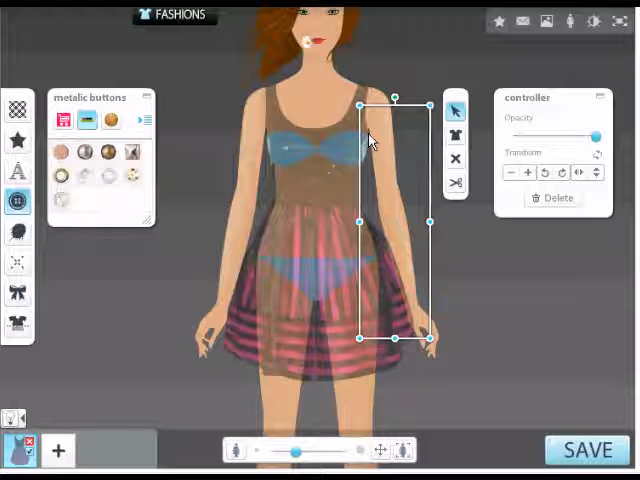 FASHIONS
metalic buttons
controller
Opacity
Transform
Delete
SAVE